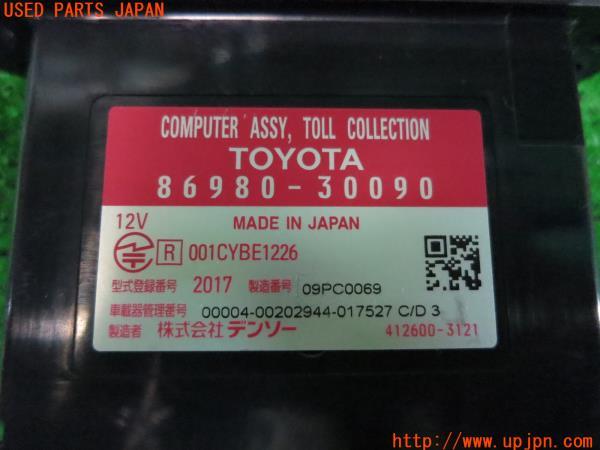 USED PARTS JAPAN
COMPUTER ASSY, TOLL COLLECTION
TOYOTA
86980-30090
12V MADE IN JAPAN
R 001CYBE1226
型式登録番号 2017 製造番号 09PC0069
車載器管理番号 00004-00202944-017527 C/D 3
製造者 株式会社 デンソー 412600-3121
http://www.upjpn.com/